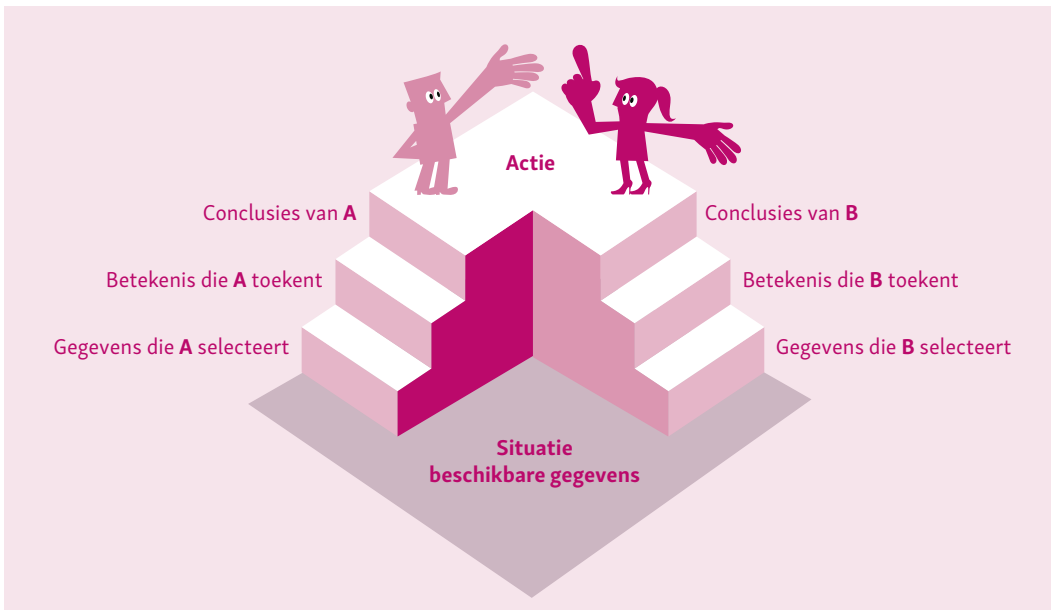 Actie
Conclusies van A
Conclusies van B
Betekenis die A toekent
Betekenis die B toekent
Gegevens die A selecteert
Gegevens die B selecteert
Situatie
beschikbare gegevens